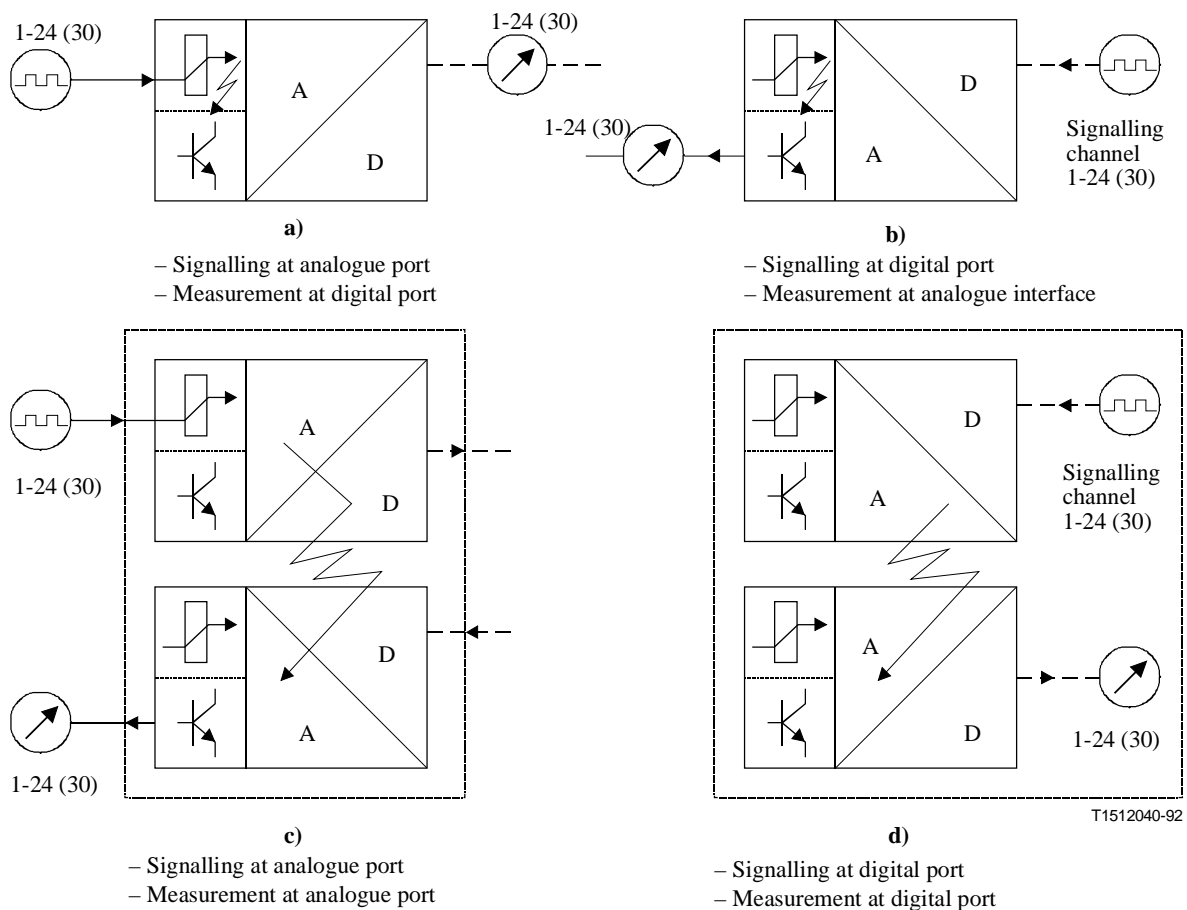 1-24 (30)
A
D
1-24 (30)
a)
– Signalling at analogue port
– Measurement at digital port
1-24 (30)
D
A
Signalling
channel
1-24 (30)
b)
– Signalling at digital port
– Measurement at analogue interface
1-24 (30)
A
D
D
A
1-24 (30)
c)
– Signalling at analogue port
– Measurement at analogue port
D
A
Signalling
channel
1-24 (30)
A
D
1-24 (30)
T1512040-92
d)
– Signalling at digital port
– Measurement at digital port